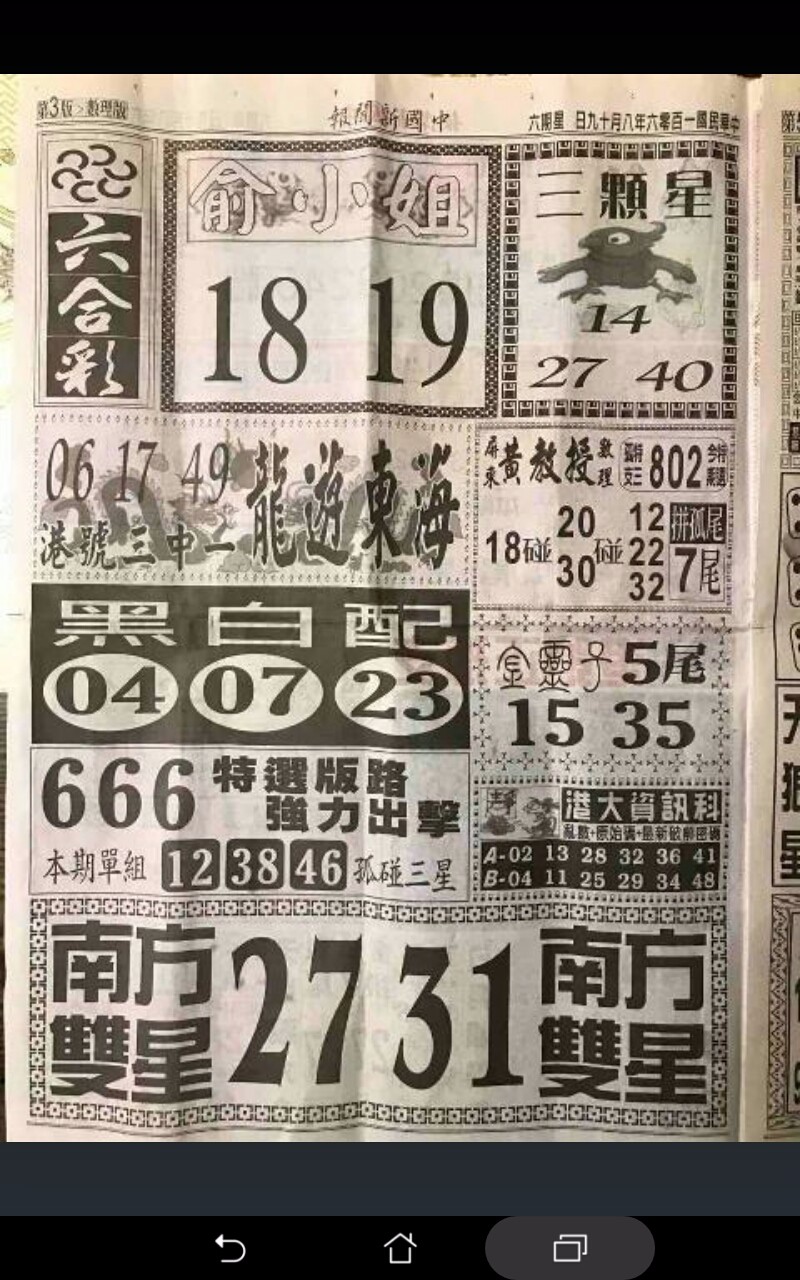 第3版>數理版
報聞新國中
六期星 日九十月八年六零百一國民華中
六合彩
俞小姐
18 19
三顆星
14
27 40
06 17 49
龍遊東海
港號三中一
屏東黃教授數理
孤特支三 802
18碰
20
30
碰
12
22
32
拼孤尾
7尾
黑白配
04 07 23
金靈子 5尾
15 35
666 特選版路
強力出擊
本期單組 12 38 46 孤碰三星
港大資訊科
A-02 13 28 32 36 41
B-04 11 25 29 34 48
南方雙星
27 31
南方雙星